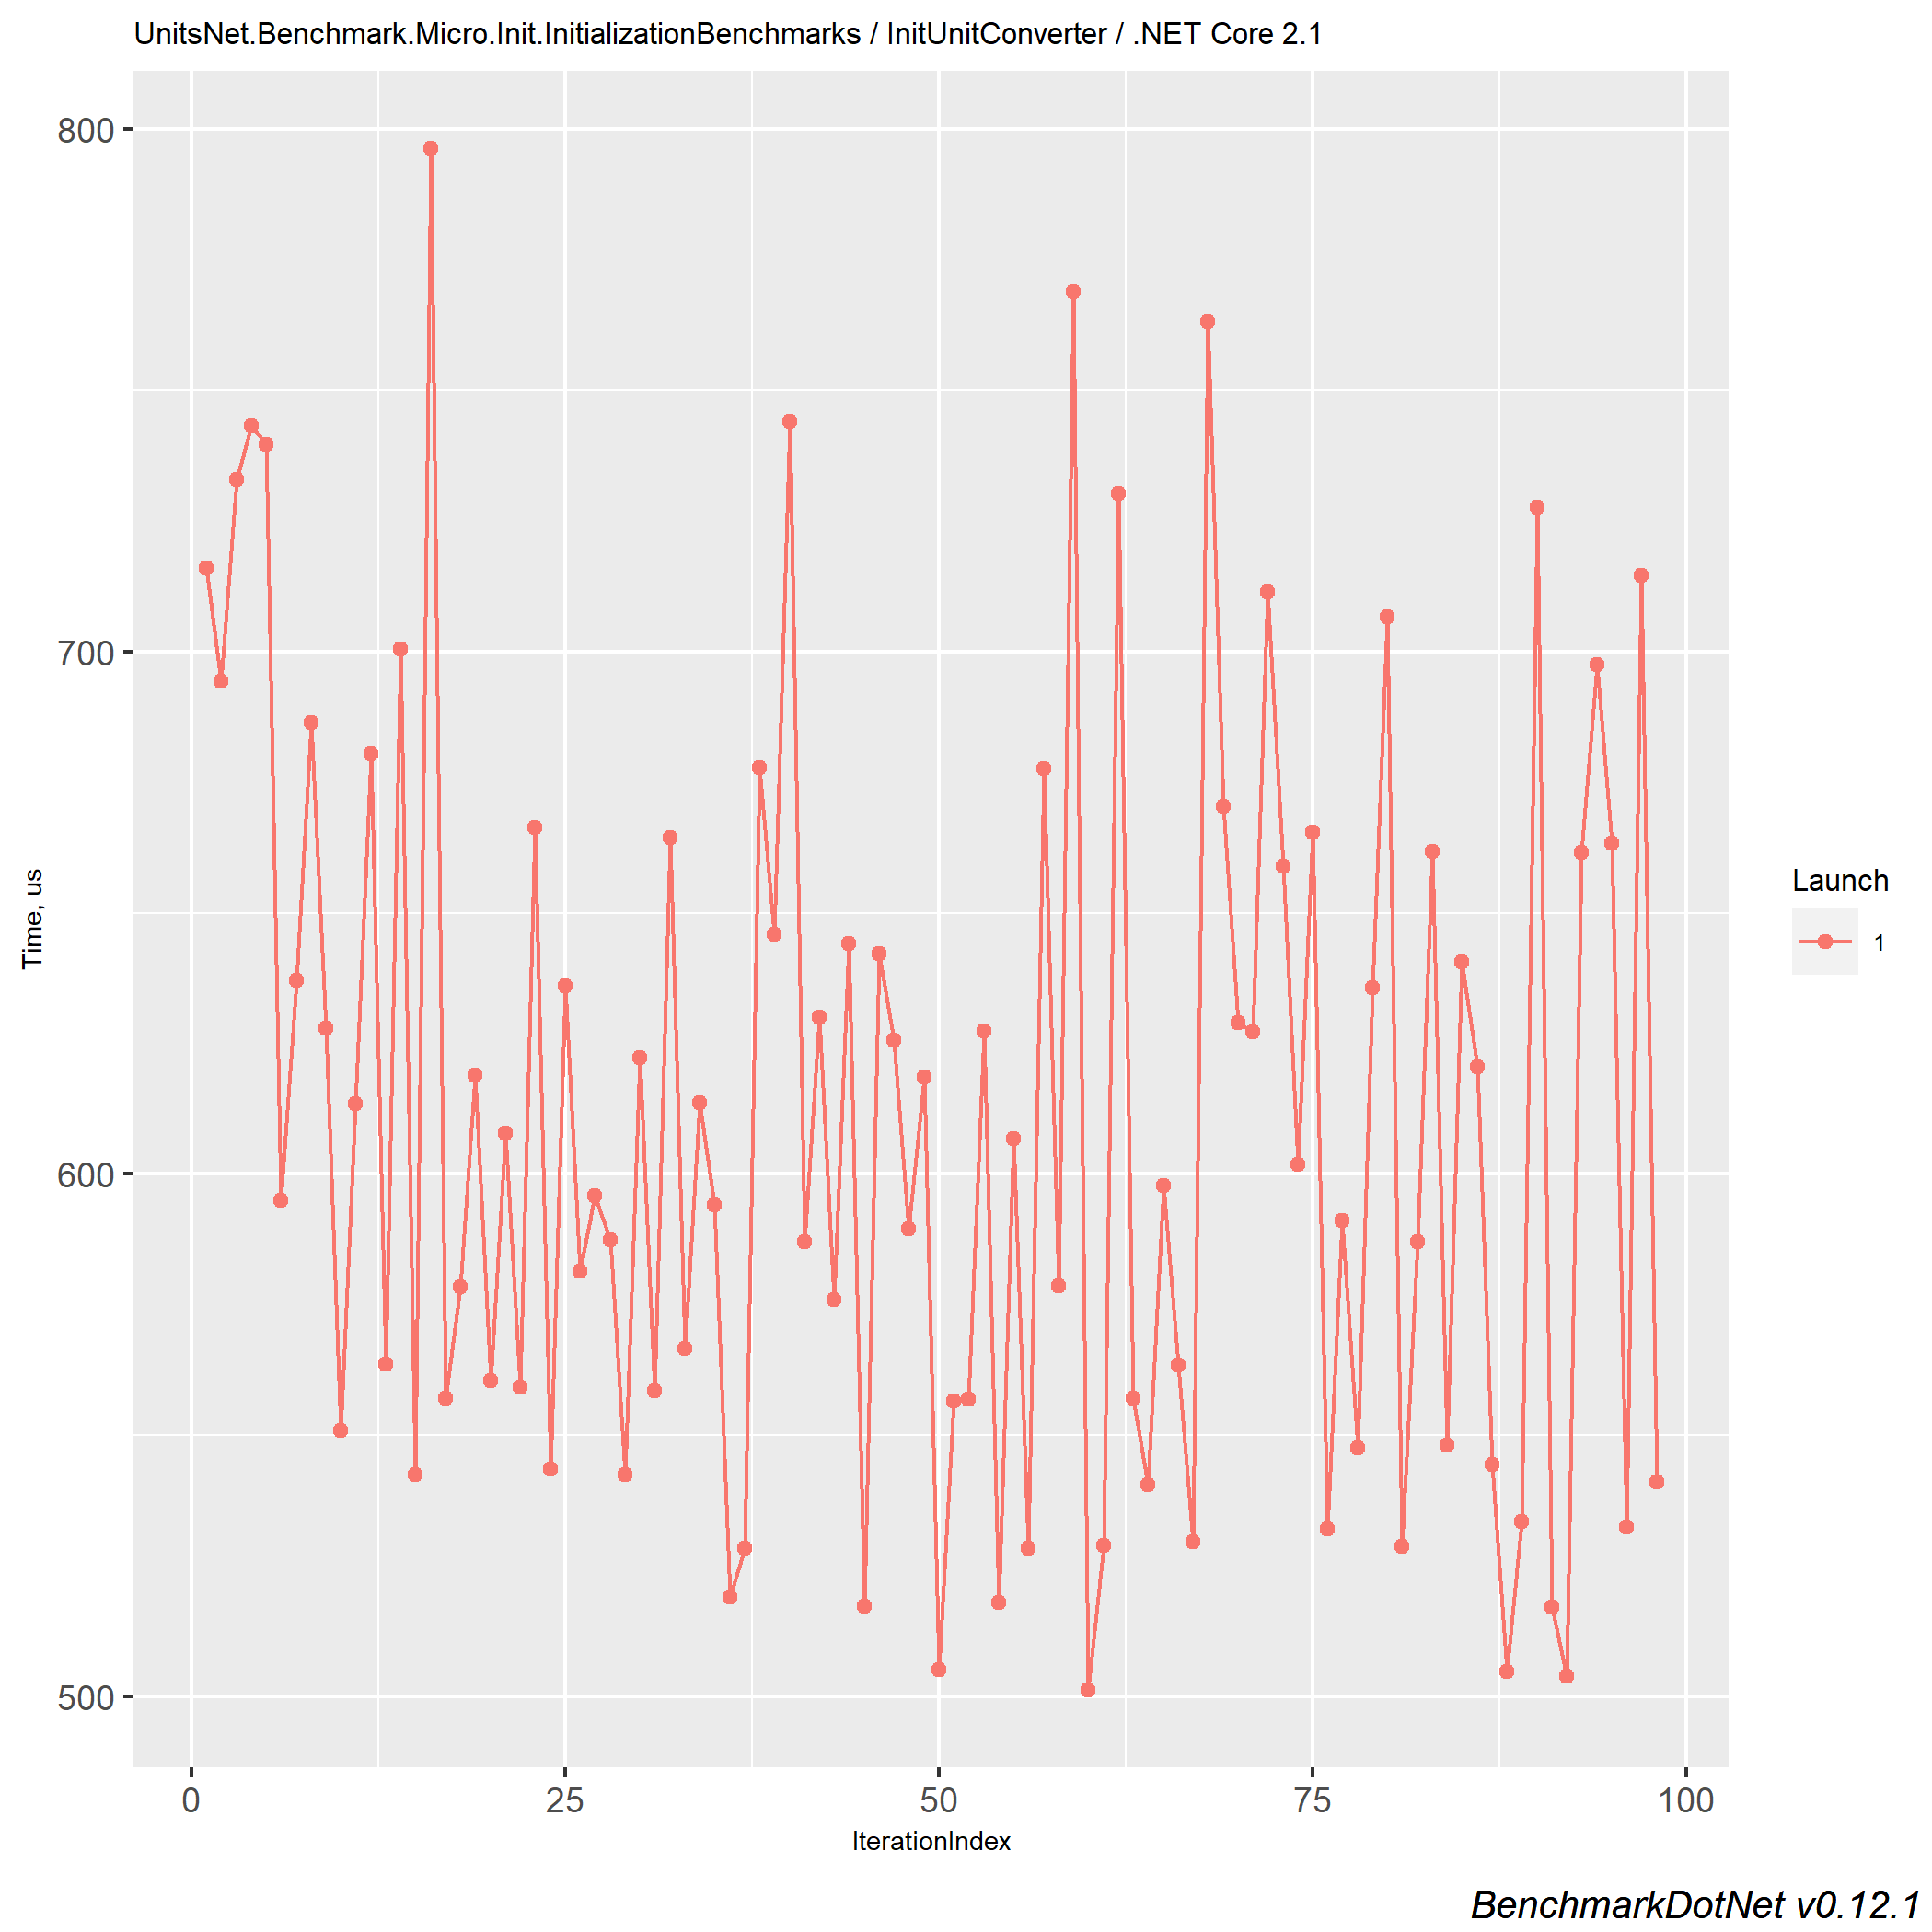 UnitsNet.Benchmark.Micro.Init.InitializationBenchmarks / InitUnitConverter / .NET Core 2.1
800
700
600
500
Time, us
0 25 50 75 100
IterationIndex
Launch
1
BenchmarkDotNet v0.12.1